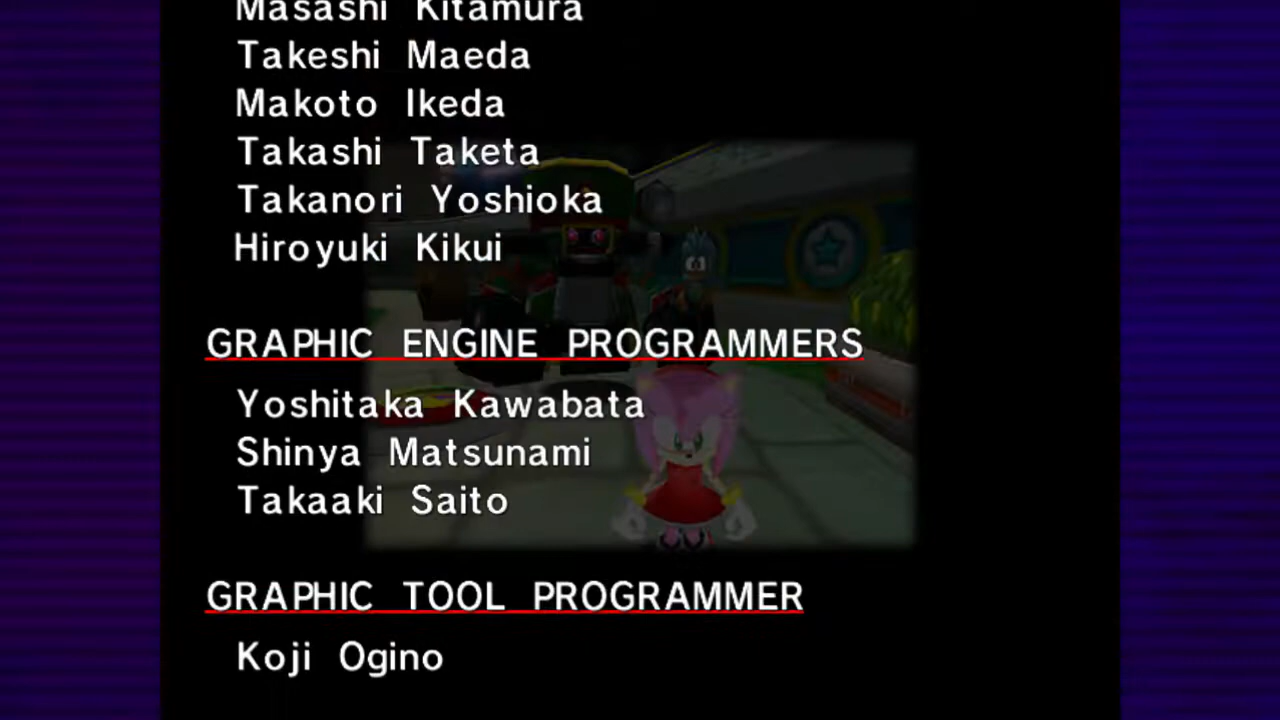 Masashi Kitamura
Takeshi Maeda
Makoto Ikeda
Takashi Taketa
Takanori Yoshioka
Hiroyuki Kikui
GRAPHIC ENGINE PROGRAMMERS
Yoshitaka Kawabata
Shinya Matsunami
Takaaki Saito
GRAPHIC TOOL PROGRAMMER
Koji Ogino